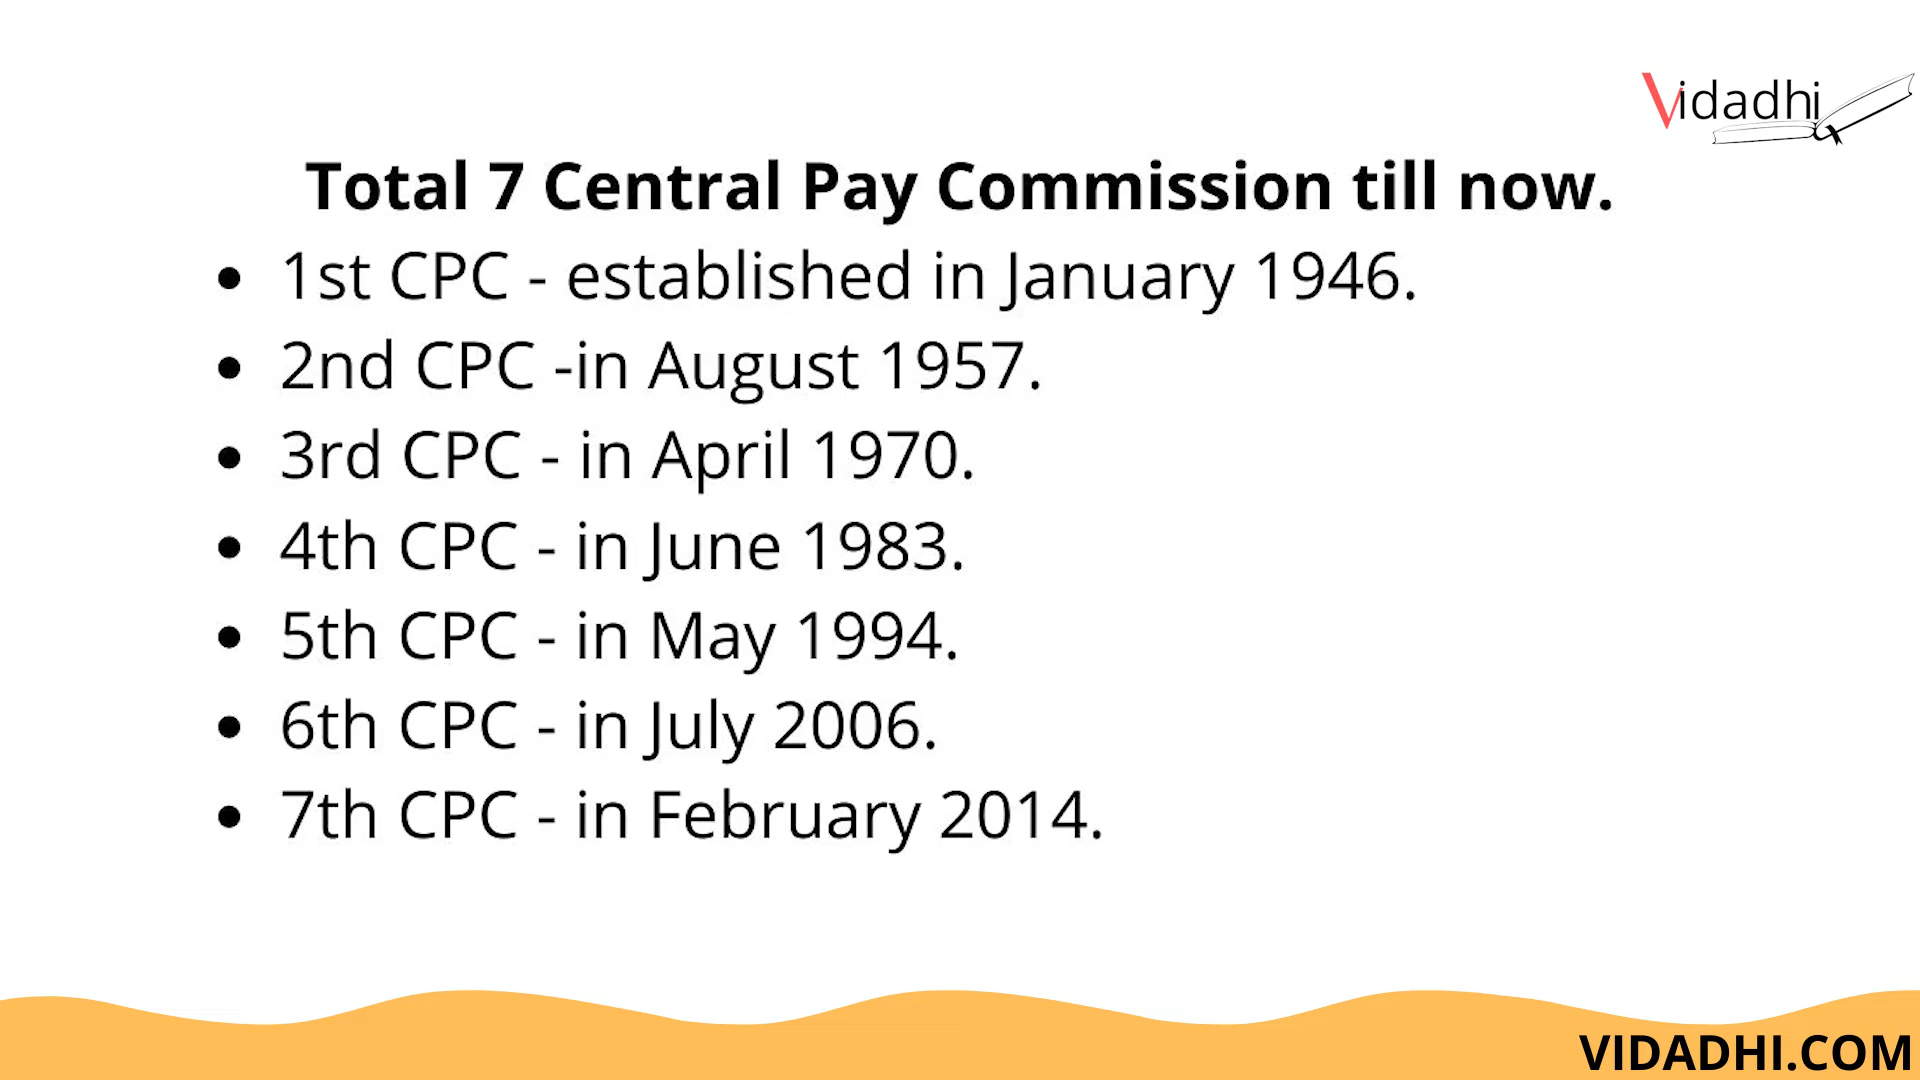 Vidadhi
Total 7 Central Pay Commission till now.
• 1st CPC - established in January 1946.
• 2nd CPC -in August 1957.
• 3rd CPC - in April 1970.
• 4th CPC - in June 1983.
• 5th CPC - in May 1994.
• 6th CPC - in July 2006.
• 7th CPC - in February 2014.
VIDADHI.COM